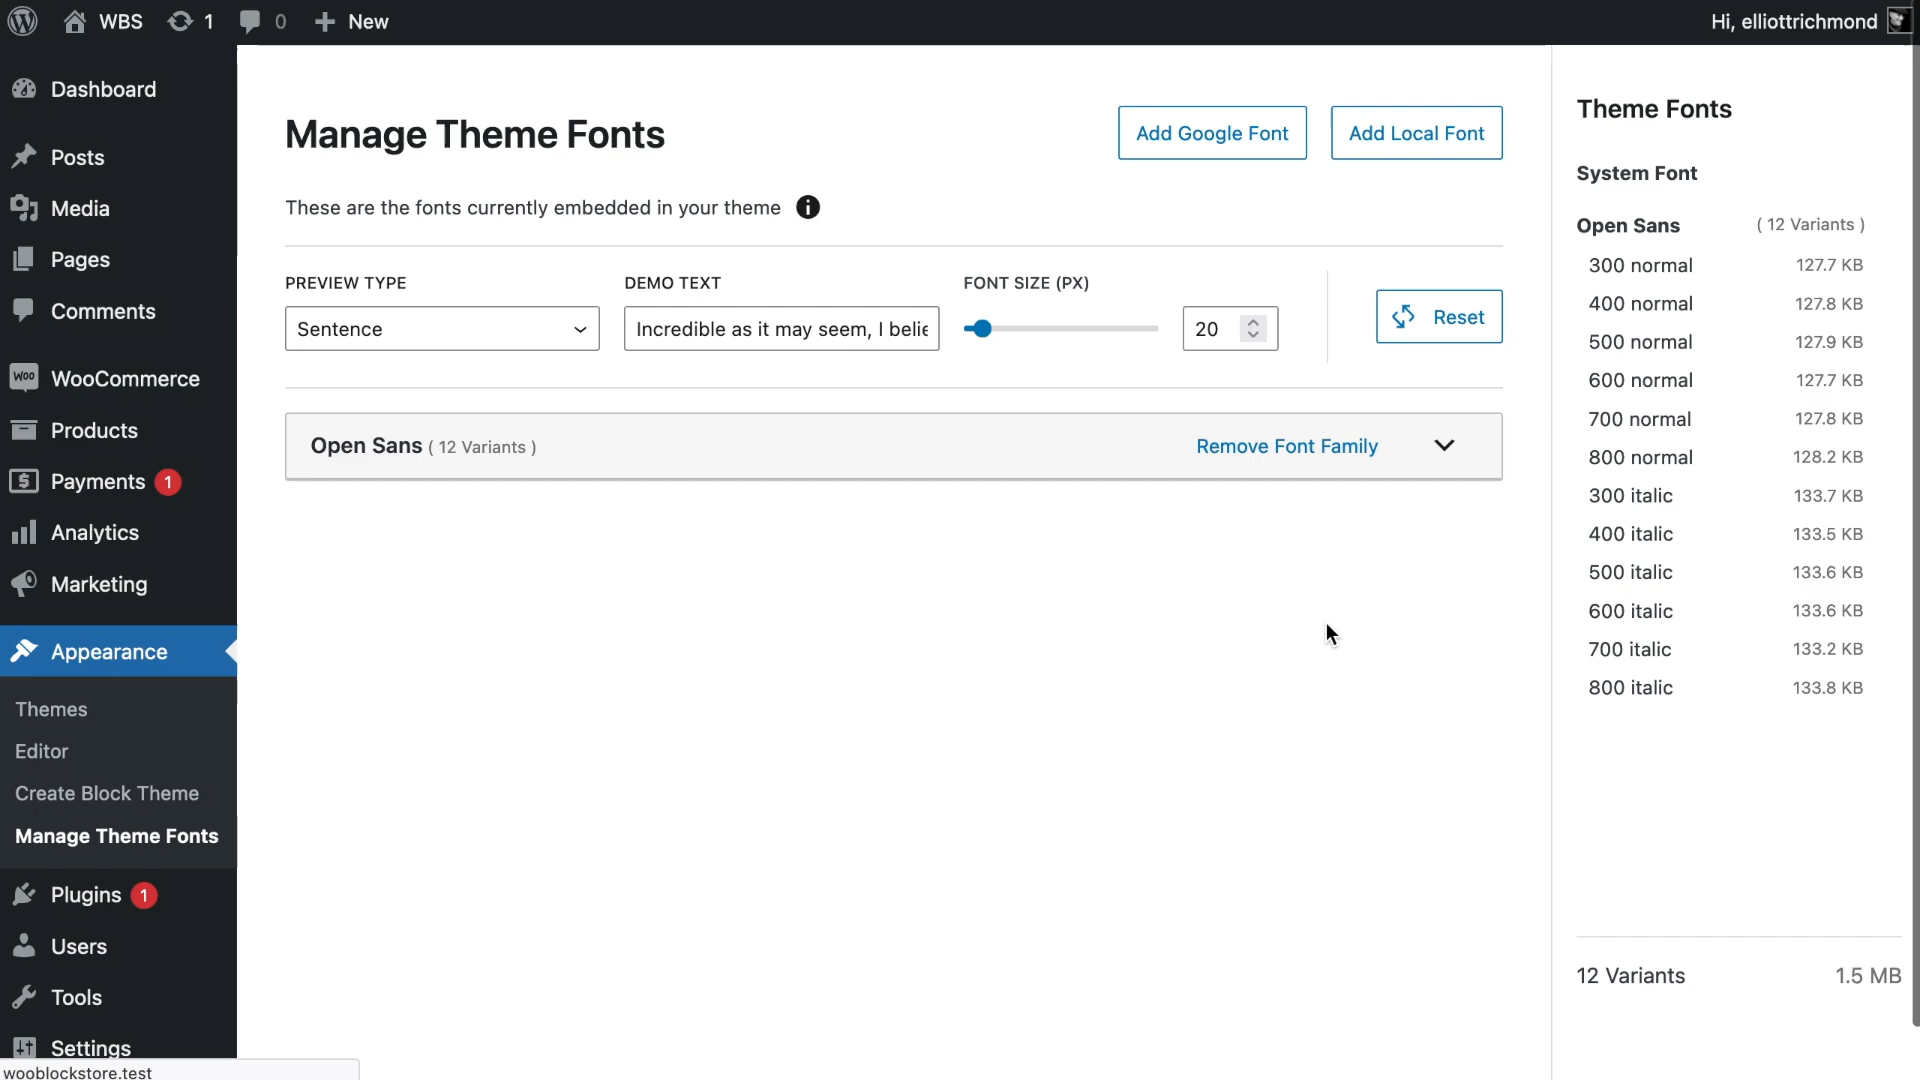 WBS 1 0 New Hi, elliottrichmond
Dashboard
Posts
Media
Pages
Comments
WOO WooCommerce
Products
Payments 1
Analytics
Marketing
Appearance
Themes
Editor
Create Block Theme
Manage Theme Fonts
Plugins 1
Users
Tools
Settings
wooblockstore.test
Manage Theme Fonts
Add Google Font
Add Local Font
These are the fonts currently embedded in your theme
PREVIEW TYPE DEMO TEXT FONT SIZE (PX)
Sentence Incredible as it may seem, I belie 20 Reset
Open Sans ( 12 Variants ) Remove Font Family
Theme Fonts
System Font
Open Sans ( 12 Variants )
300 normal 127.7 KB
400 normal 127.8 KB
500 normal 127.9 KB
600 normal 127.7 KB
700 normal 127.8 KB
800 normal 128.2 KB
300 italic 133.7 KB
400 italic 133.5 KB
500 italic 133.6 KB
600 italic 133.6 KB
700 italic 133.2 KB
800 italic 133.8 KB
12 Variants 1.5 MB